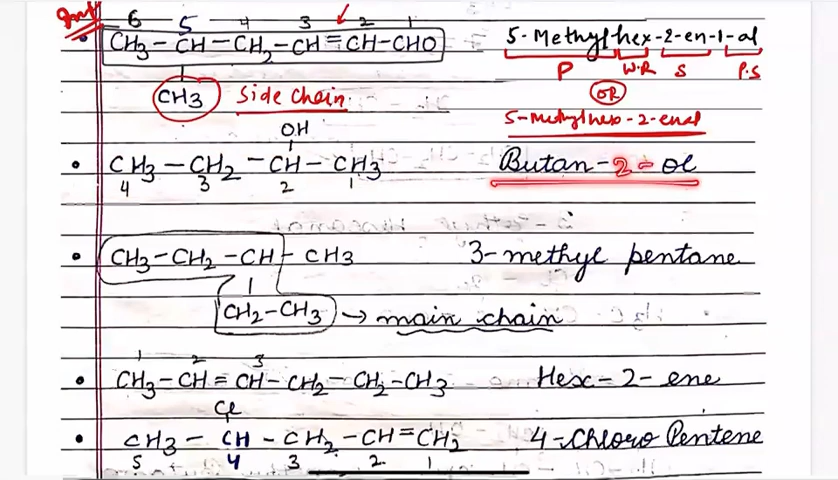 Imf
6 5 4 3 2 1
CH3-CH-CH2-CH=CH-CHO 5-Methylhex-2-en-1-al
P W.R S P.S
CH3 Side Chain. OR
5-Methylhex-2-enal
OH
CH3-CH2-CH-CH3 Butan-2-ol
4 3 2 1
CH3-CH2-CH-CH3 3-methyl pentane
CH2-CH3 → main chain
1 2 3
CH3-CH=CH-CH2-CH2-CH3 Hex-2-ene
Cl
CH3-CH-CH2-CH=CH2 4-Chloro Pentene
5 4 3 2 1